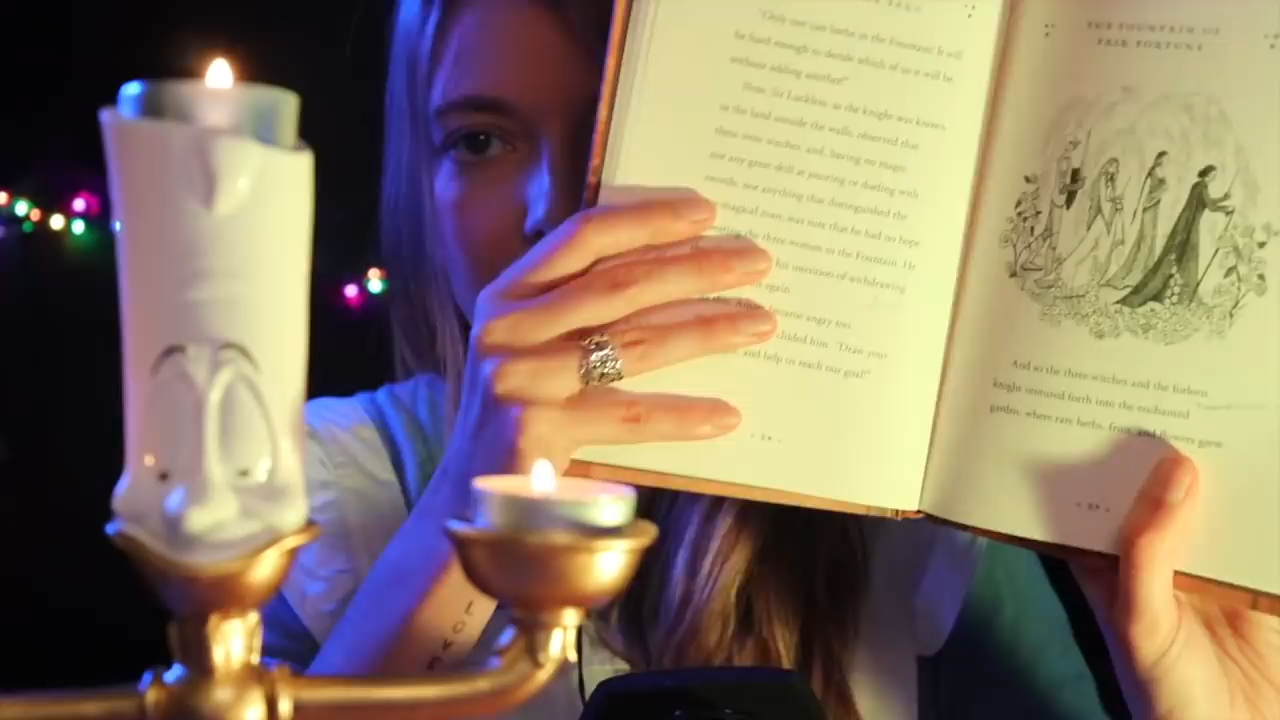 "Only one can bathe in the Fountain! It will
be hard enough to decide which of us it will be,
without adding another!"
Now, Sir Luckless, as the knight was known
in the land outside the walls, observed that
these were witches, and, having no magic,
nor any great skill at jousting or dueling with
swords, nor anything that distinguished the
magical man, was sure that he had no hope
the three women to the Fountain. He
his intention of withdrawing
again.
became angry too.
chided him. "Draw your
and help us reach our goal!"
THE FOUNTAIN OF
FAIR FORTUNE
And so the three witches and the forlorn
knight ventured forth into the enchanted
garden, where rare herbs, fruit, and flowers grew
LOVE